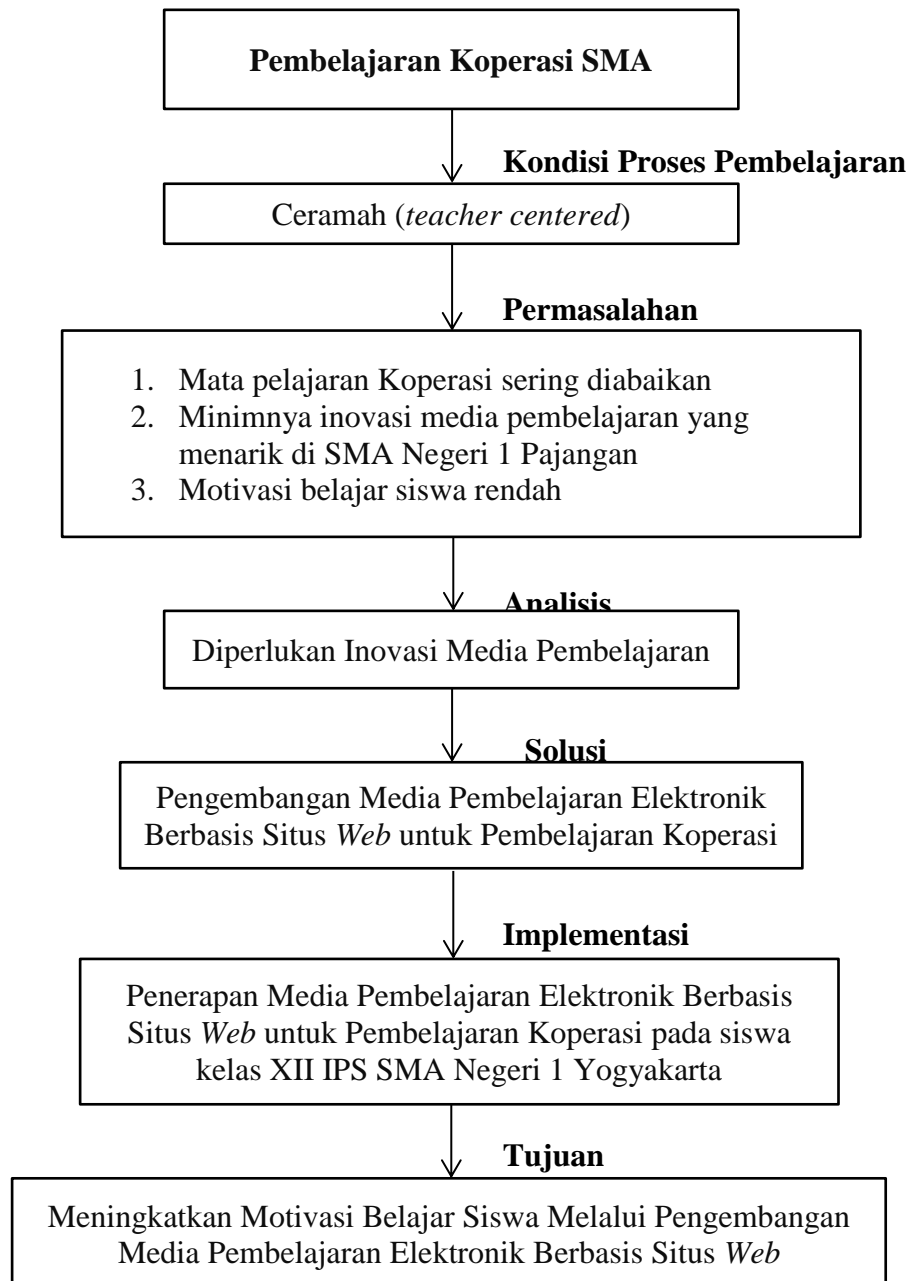 Pembelajaran Koperasi SMA
Kondisi Proses Pembelajaran
Ceramah (teacher centered)
Permasalahan
1. Mata pelajaran Koperasi sering diabaikan
2. Minimnya inovasi media pembelajaran yang
menarik di SMA Negeri 1 Pajangan
3. Motivasi belajar siswa rendah
Analisis
Diperlukan Inovasi Media Pembelajaran
Solusi
Pengembangan Media Pembelajaran Elektronik
Berbasis Situs Web untuk Pembelajaran Koperasi
Implementasi
Penerapan Media Pembelajaran Elektronik Berbasis
Situs Web untuk Pembelajaran Koperasi pada siswa
kelas XII IPS SMA Negeri 1 Yogyakarta
Tujuan
Meningkatkan Motivasi Belajar Siswa Melalui Pengembangan
Media Pembelajaran Elektronik Berbasis Situs Web